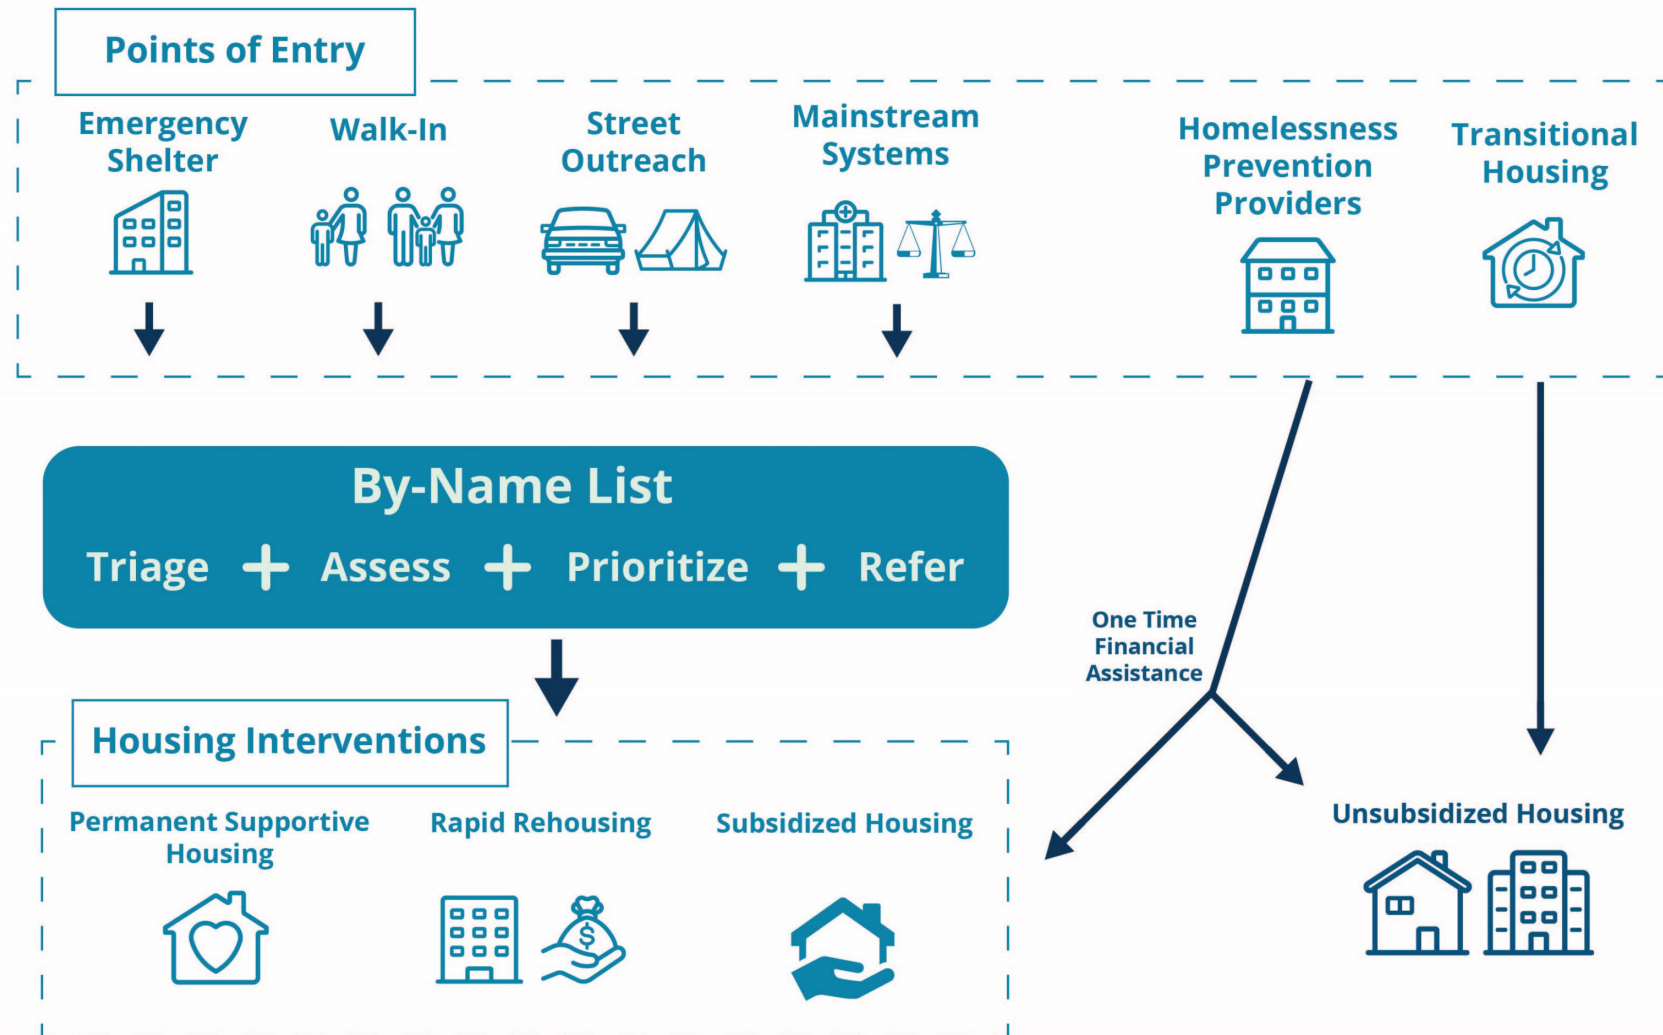 Points of Entry
Emergency
Shelter
Walk-In
Street
Outreach
Mainstream
Systems
Homelessness
Prevention
Providers
Transitional
Housing
By-Name List
Triage + Assess + Prioritize + Refer
One Time
Financial
Assistance
Housing Interventions
Permanent Supportive
Housing
Rapid Rehousing
$
Subsidized Housing
Unsubsidized Housing